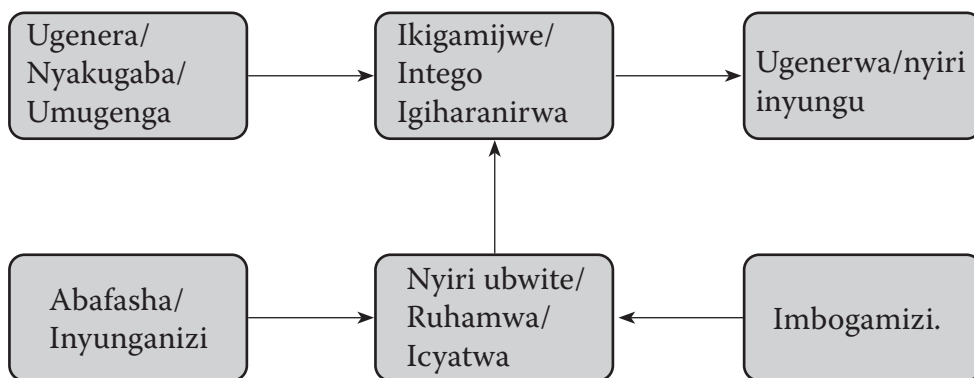 Ugenera/
Nyakugaba/
Umugenga
Ikigamijwe/
Intego
Igiharanirwa
Ugenerwa/nyiri
inyungu
Abafasha/
Inyunganizi
Nyiri ubwite/
Ruhamwa/
Icyatwa
Imbogamizi.